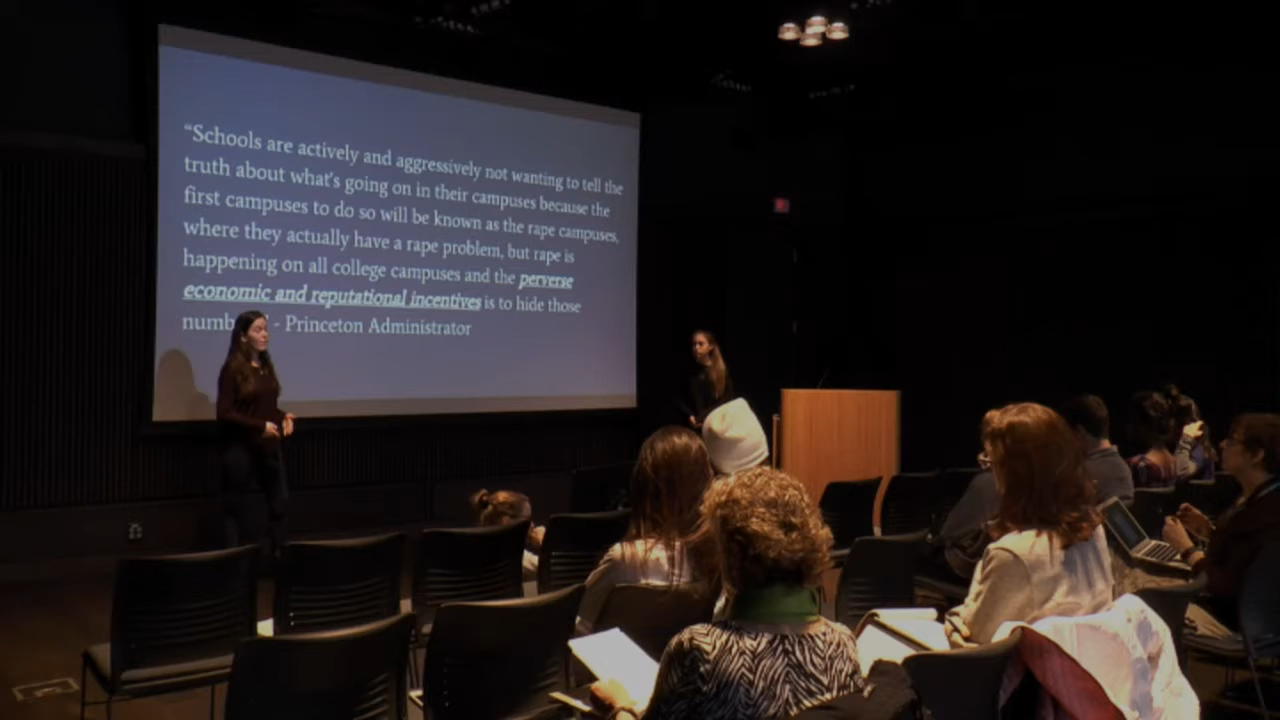 “Schools are actively and aggressively not wanting to tell the
truth about what's going on in their campuses because the
first campuses to do so will be known as the rape campuses,
where they actually have a rape problem, but rape is
happening on all college campuses and the perverse
economic and reputational incentives is to hide those
numb - Princeton Administrator